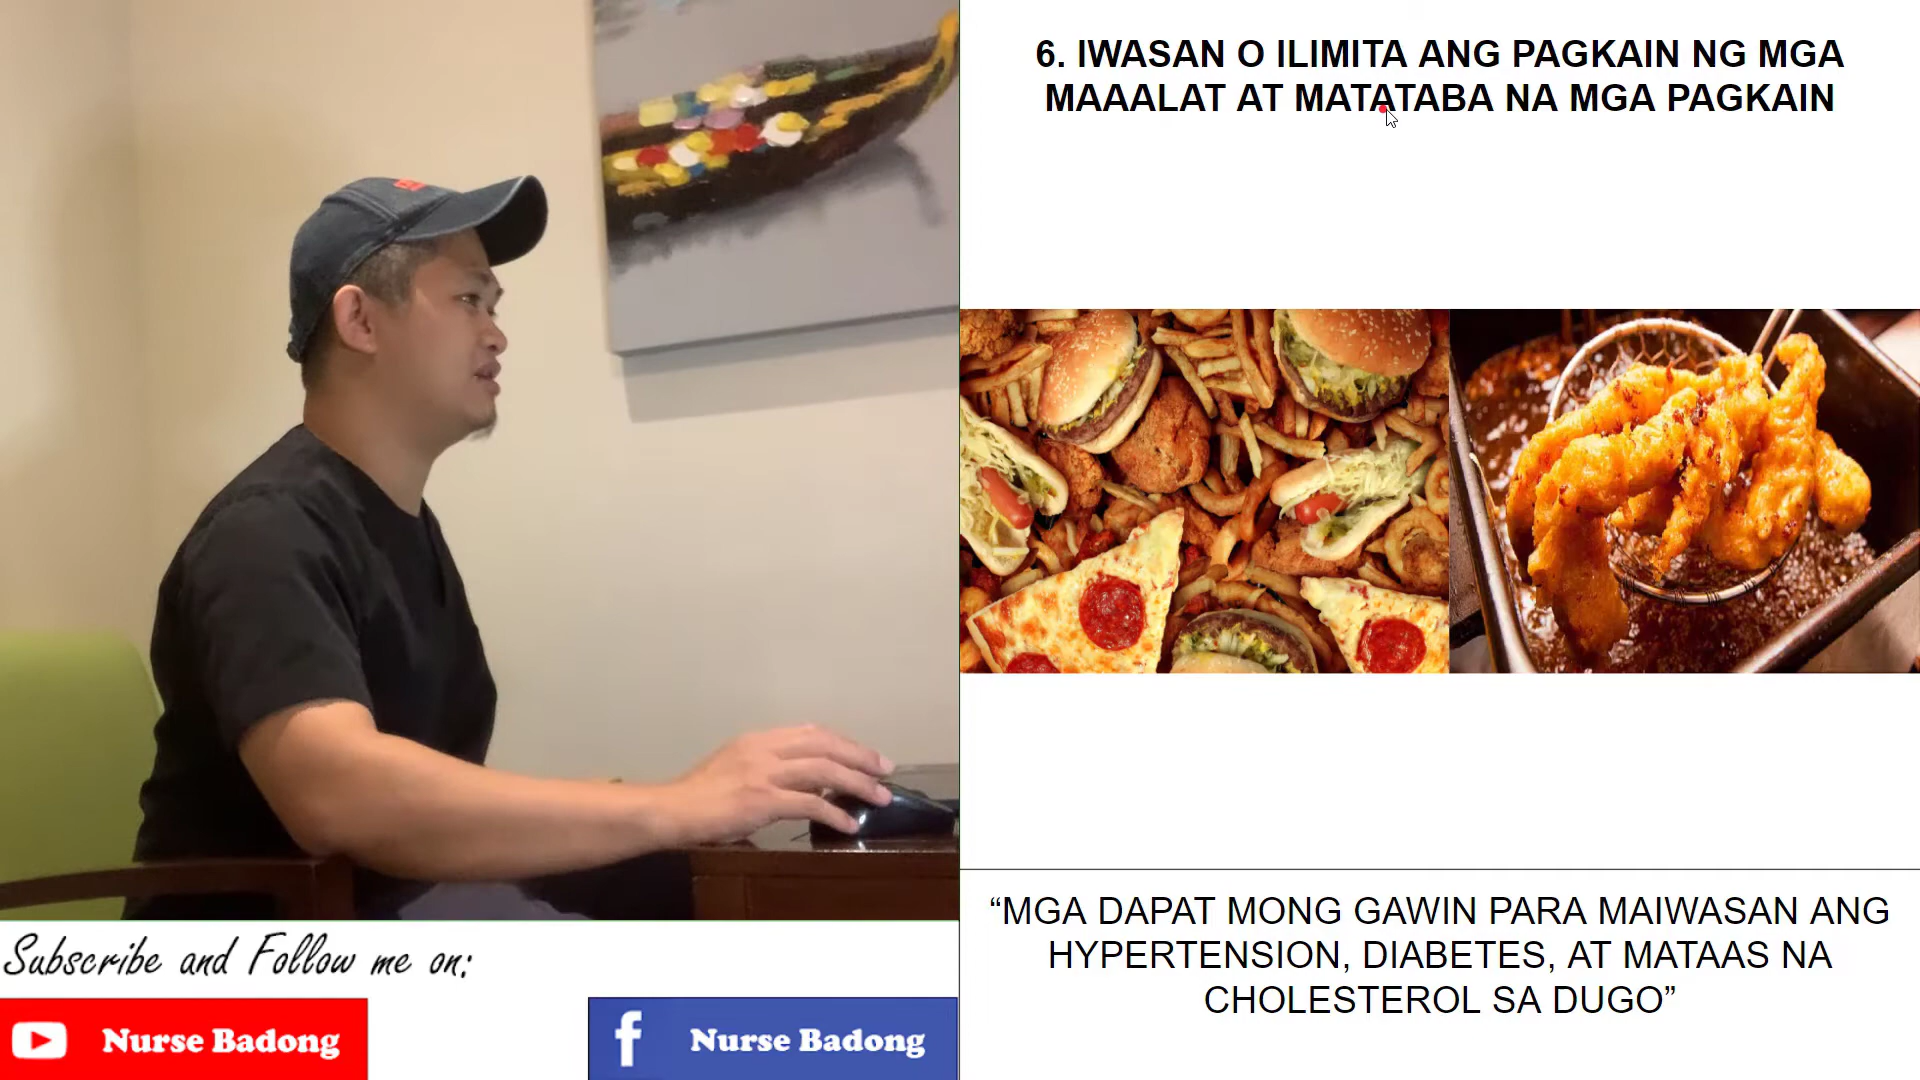 6. IWASAN O ILIMITA ANG PAGKAIN NG MGA
MAAALAT AT MATATABA NA MGA PAGKAIN
“MGA DAPAT MONG GAWIN PARA MAIWASAN ANG
HYPERTENSION, DIABETES, AT MATAAS NA
CHOLESTEROL SA DUGO”
Subscribe and Follow me on:
Nurse Badong
f Nurse Badong